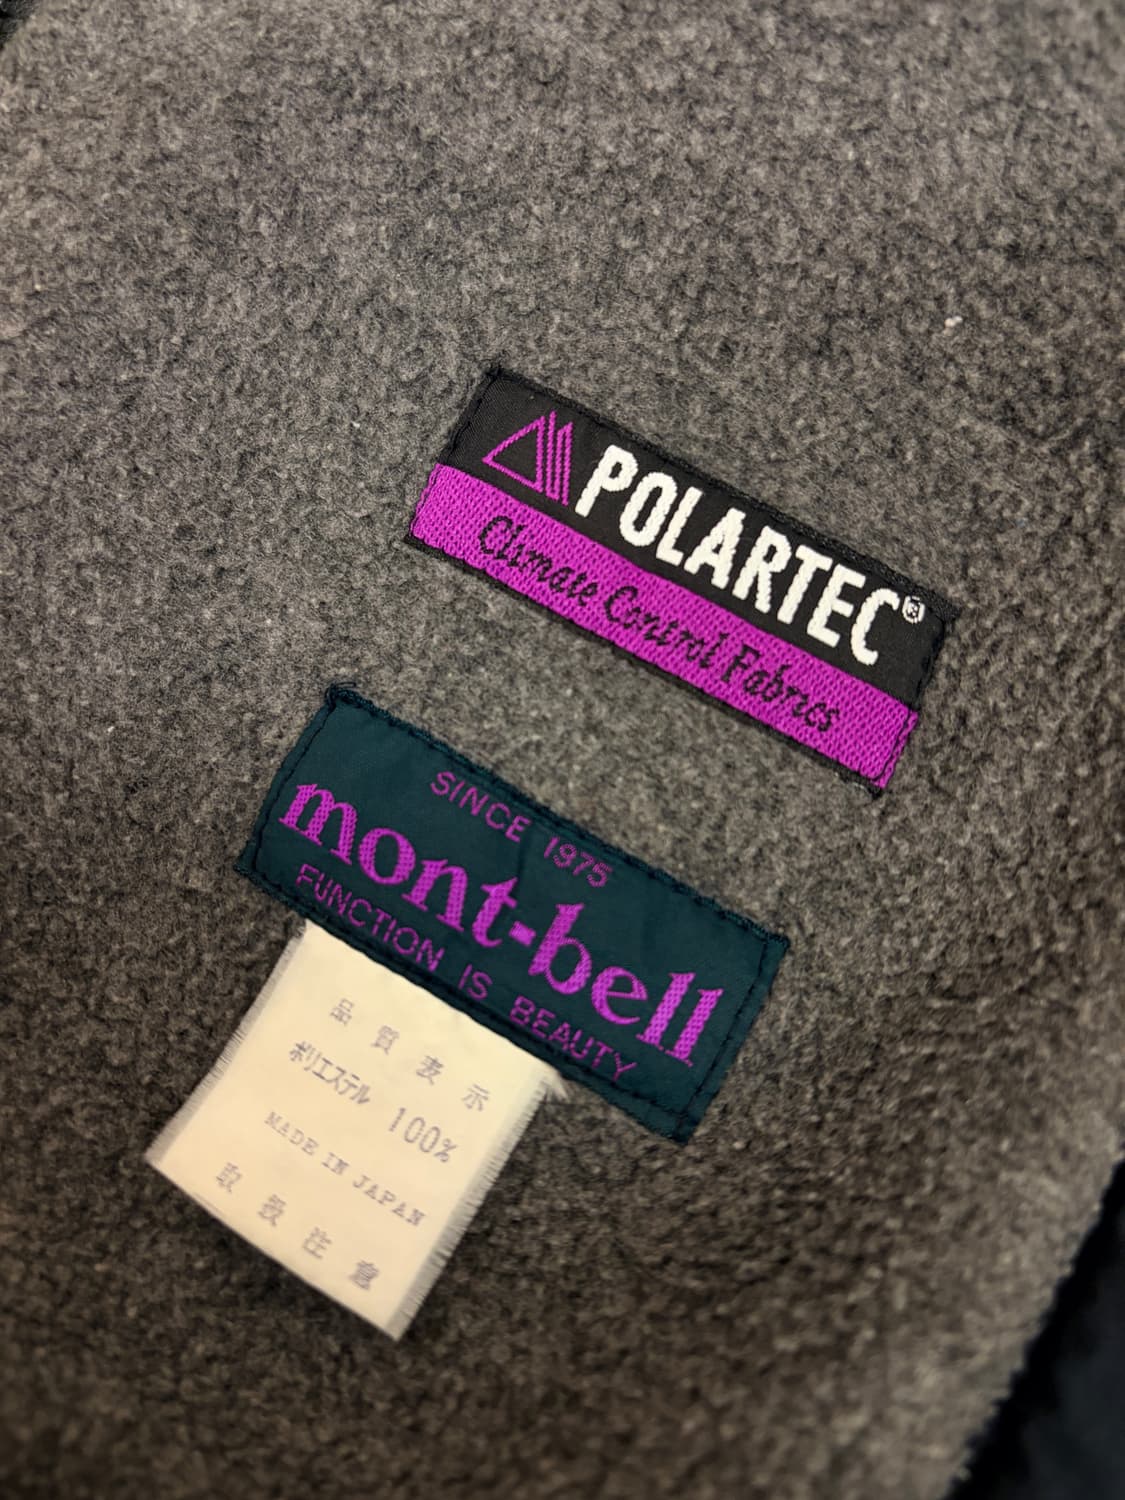 POLARTEC®
Climate Control Fabrics
SINCE 1975
mont-bell
FUNCTION IS BEAUTY
品質表示
ポリエステル 100%
MADE IN JAPAN
取扱注意